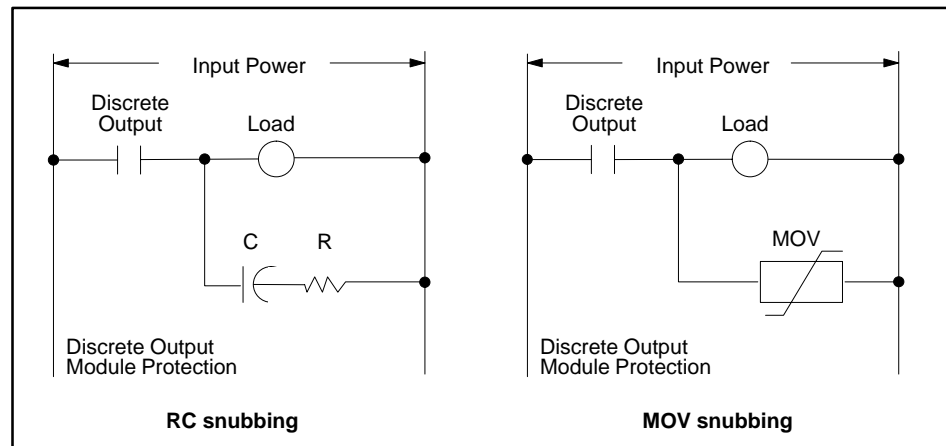 Input Power
Discrete
Output
Load
C
R
Discrete Output
Module Protection
RC snubbing
Input Power
Discrete
Output
Load
MOV
Discrete Output
Module Protection
MOV snubbing